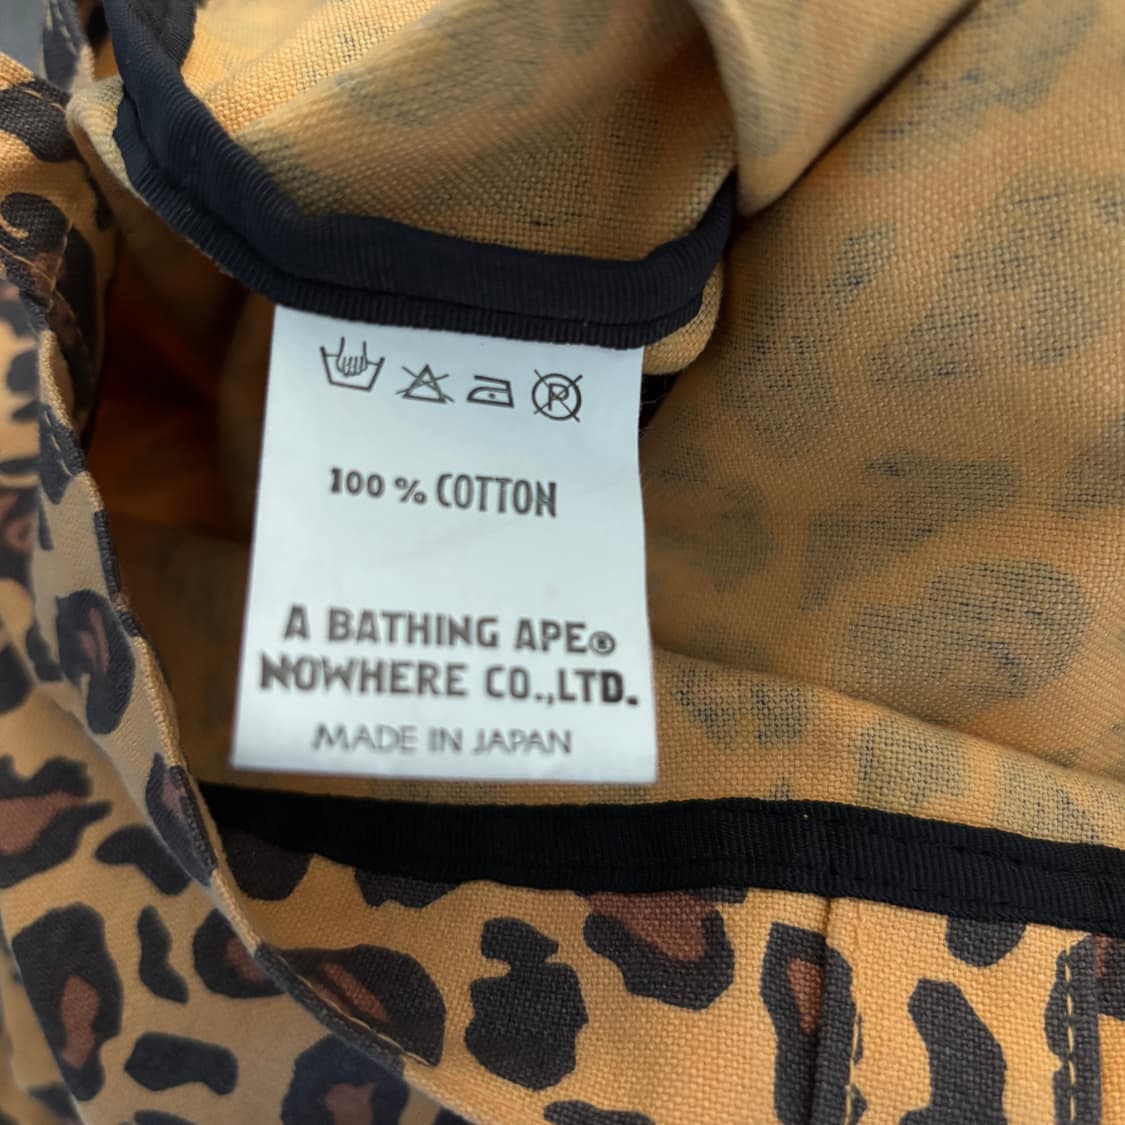 100 % COTTON
A BATHING APE®
NOWHERE CO.,LTD.
MADE IN JAPAN